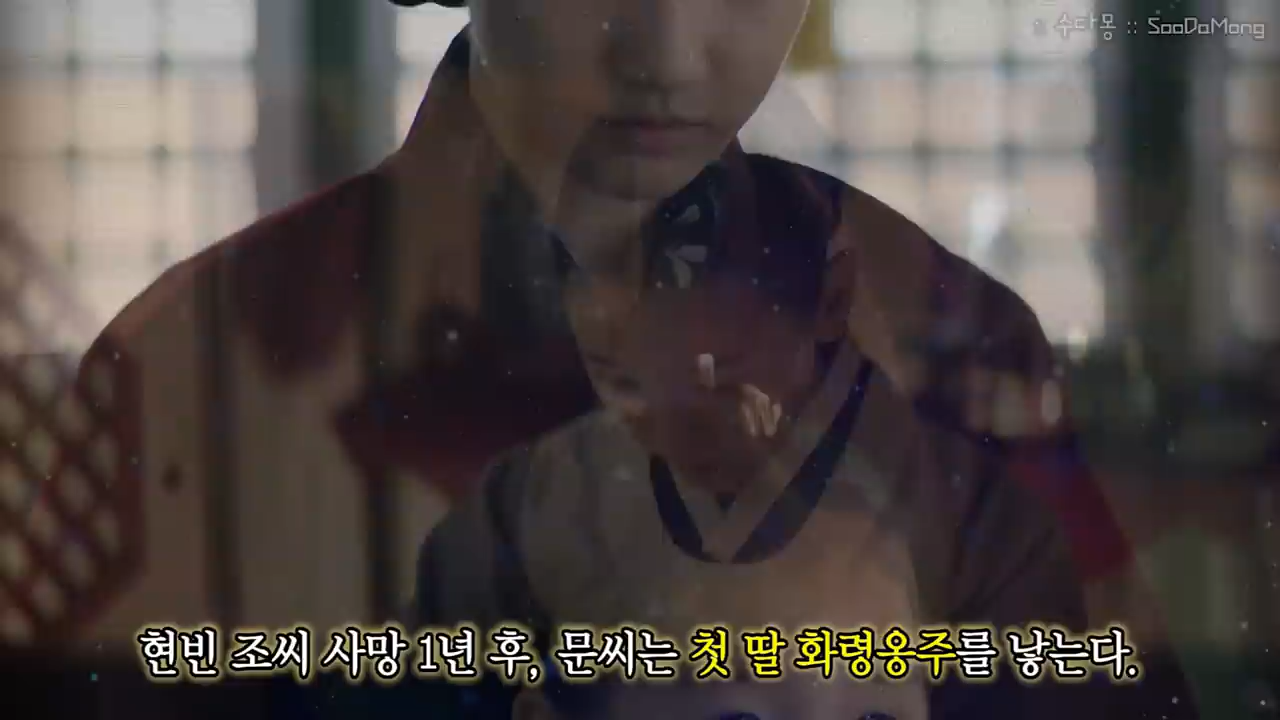 수다몽 :: SooDaMong
현빈 조씨 사망 1년 후, 문씨는 첫 딸 화령옹주를 낳는다.